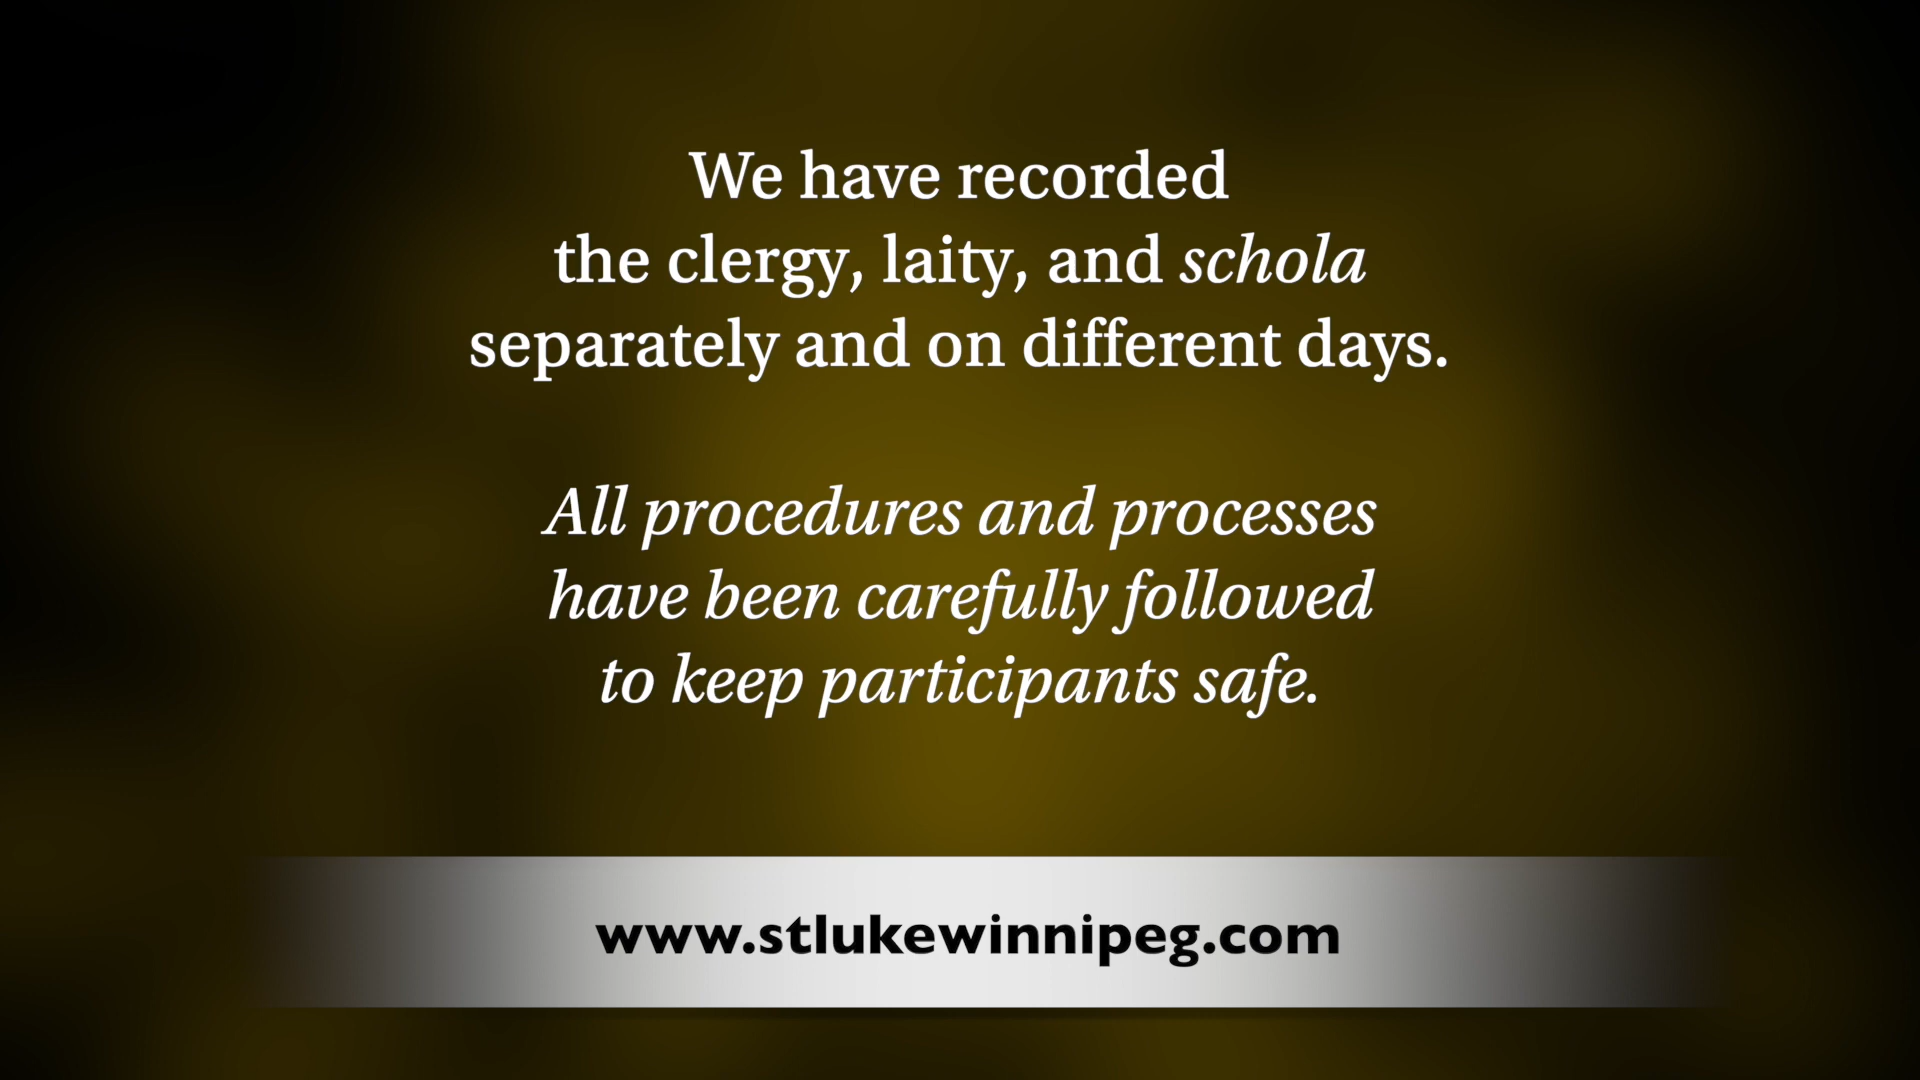 We have recorded
the clergy, laity, and schola
separately and on different days.
All procedures and processes
have been carefully followed
to keep participants safe.
www.stlukewinnipeg.com